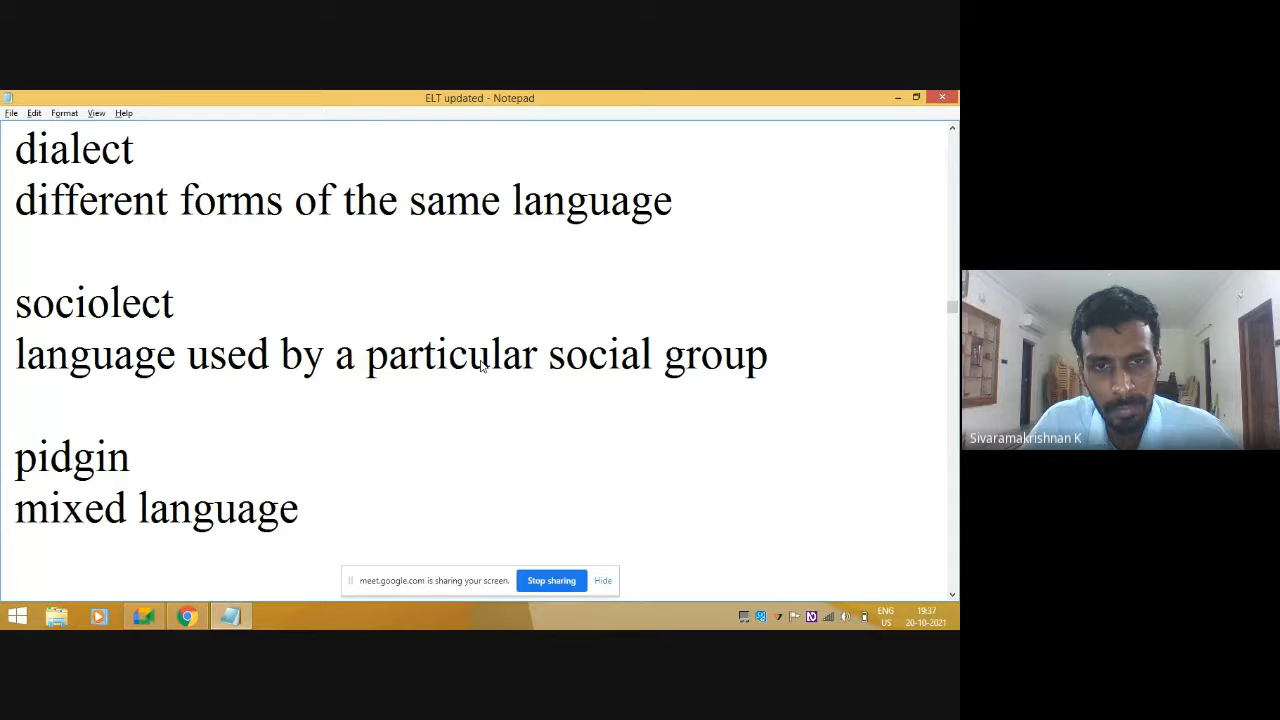 ELT updated - Notepad
File Edit Format View Help
dialect
different forms of the same language
sociolect
language used by a particular social group
pidgin
mixed language
meet.google.com is sharing your screen. Stop sharing Hide
ENG 19:37
US 20-10-2021
Sivaramakrishnan K